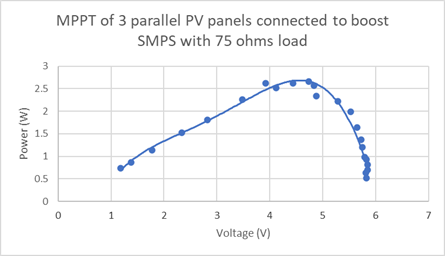 MPPT of 3 parallel PV panels connected to boost
SMPS with 75 ohms load
Power (W)
3
2.5
2
1.5
1
0.5
0
0 1 2 3 4 5 6 7
Voltage (V)